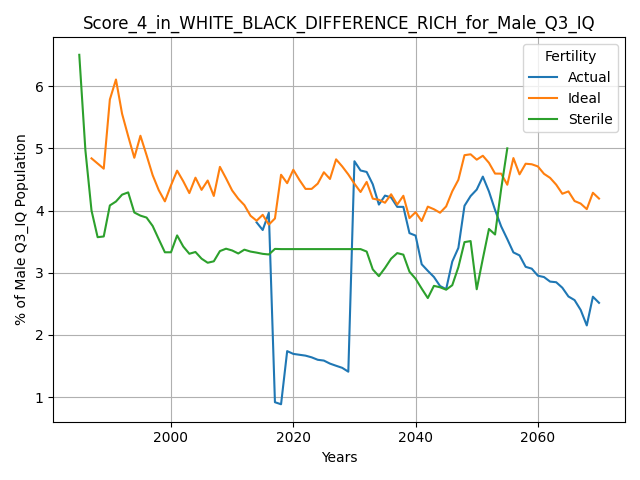 Score_4_in_WHITE_BLACK_DIFFERENCE_RICH_for_Male_Q3_IQ
Fertility
Actual
Ideal
Sterile
% of Male Q3_IQ Population
6
5
4
3
2
1
2000
2020
2040
2060
Years